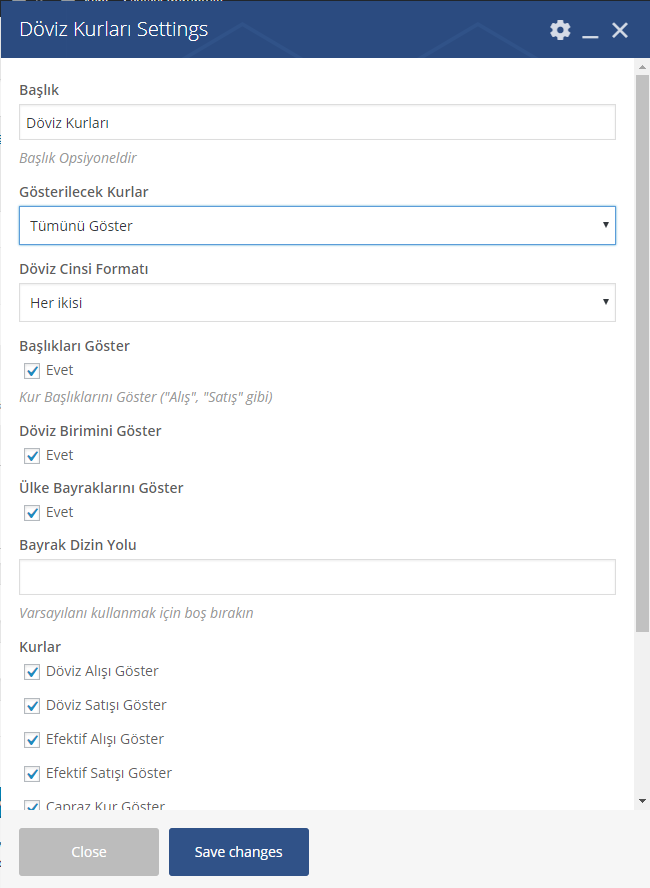 Döviz Kurları Settings
Başlık
Döviz Kurları
Başlık Opsiyoneldir
Gösterilecek Kurlar
Tümünü Göster
Döviz Cinsi Formatı
Her ikisi
Başlıkları Göster
Evet
Kur Başlıklarını Göster ("Alış", "Satış" gibi)
Döviz Birimini Göster
Evet
Ülke Bayraklarını Göster
Evet
Bayrak Dizin Yolu
Varsayılanı kullanmak için boş bırakın
Kurlar
Döviz Alışı Göster
Döviz Satışı Göster
Efektif Alışı Göster
Efektif Satışı Göster
Çapraz Kur Göster
Close
Save changes